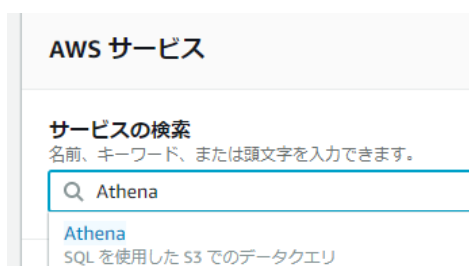 AWS サービス
サービスの検索
名前、キーワード、または頭文字を入力できます。
Athena
Athena
SQL を使用した S3 でのデータクエリ